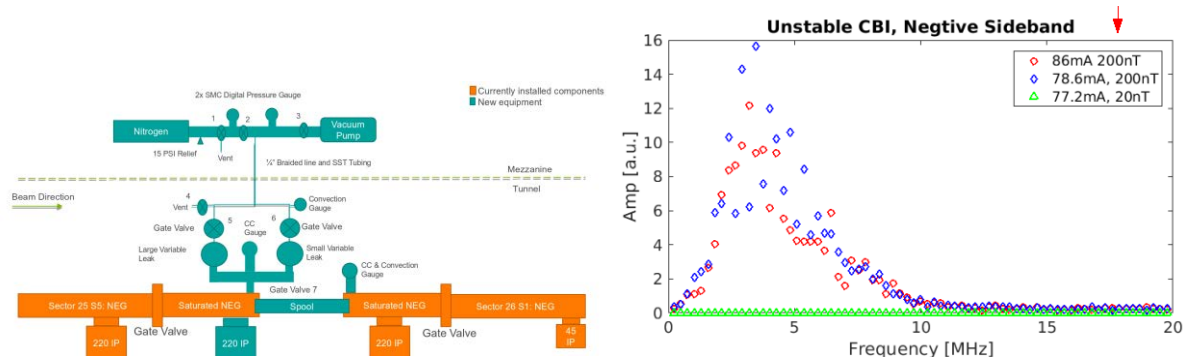 2x SMC Digital Pressure Gauge
Currently installed components
New equipment
1
2
3
Nitrogen
Vacuum
Pump
15 PSI Relief
Vent
¼" Braided line and SST Tubing
Mezzanine
Tunnel
Beam Direction
4
Vent
Convection
Gauge
5
6
Gate Valve
CC
Gauge
Gate Valve
Large Variable
Leak
Small Variable
Leak
CC & Convection
Gauge
Gate Valve 7
Sector 25 S5: NEG
Saturated NEG
Spool
Saturated NEG
Sector 26 S1: NEG
Gate Valve
Gate Valve
220 IP
220 IP
220 IP
45
IP
Unstable CBI, Negtive Sideband
86mA 200nT
78.6mA, 200nT
77.2mA, 20nT
Amp [a.u.]
16
14
12
10
8
6
4
2
0
0
5
10
15
20
Frequency [MHz]